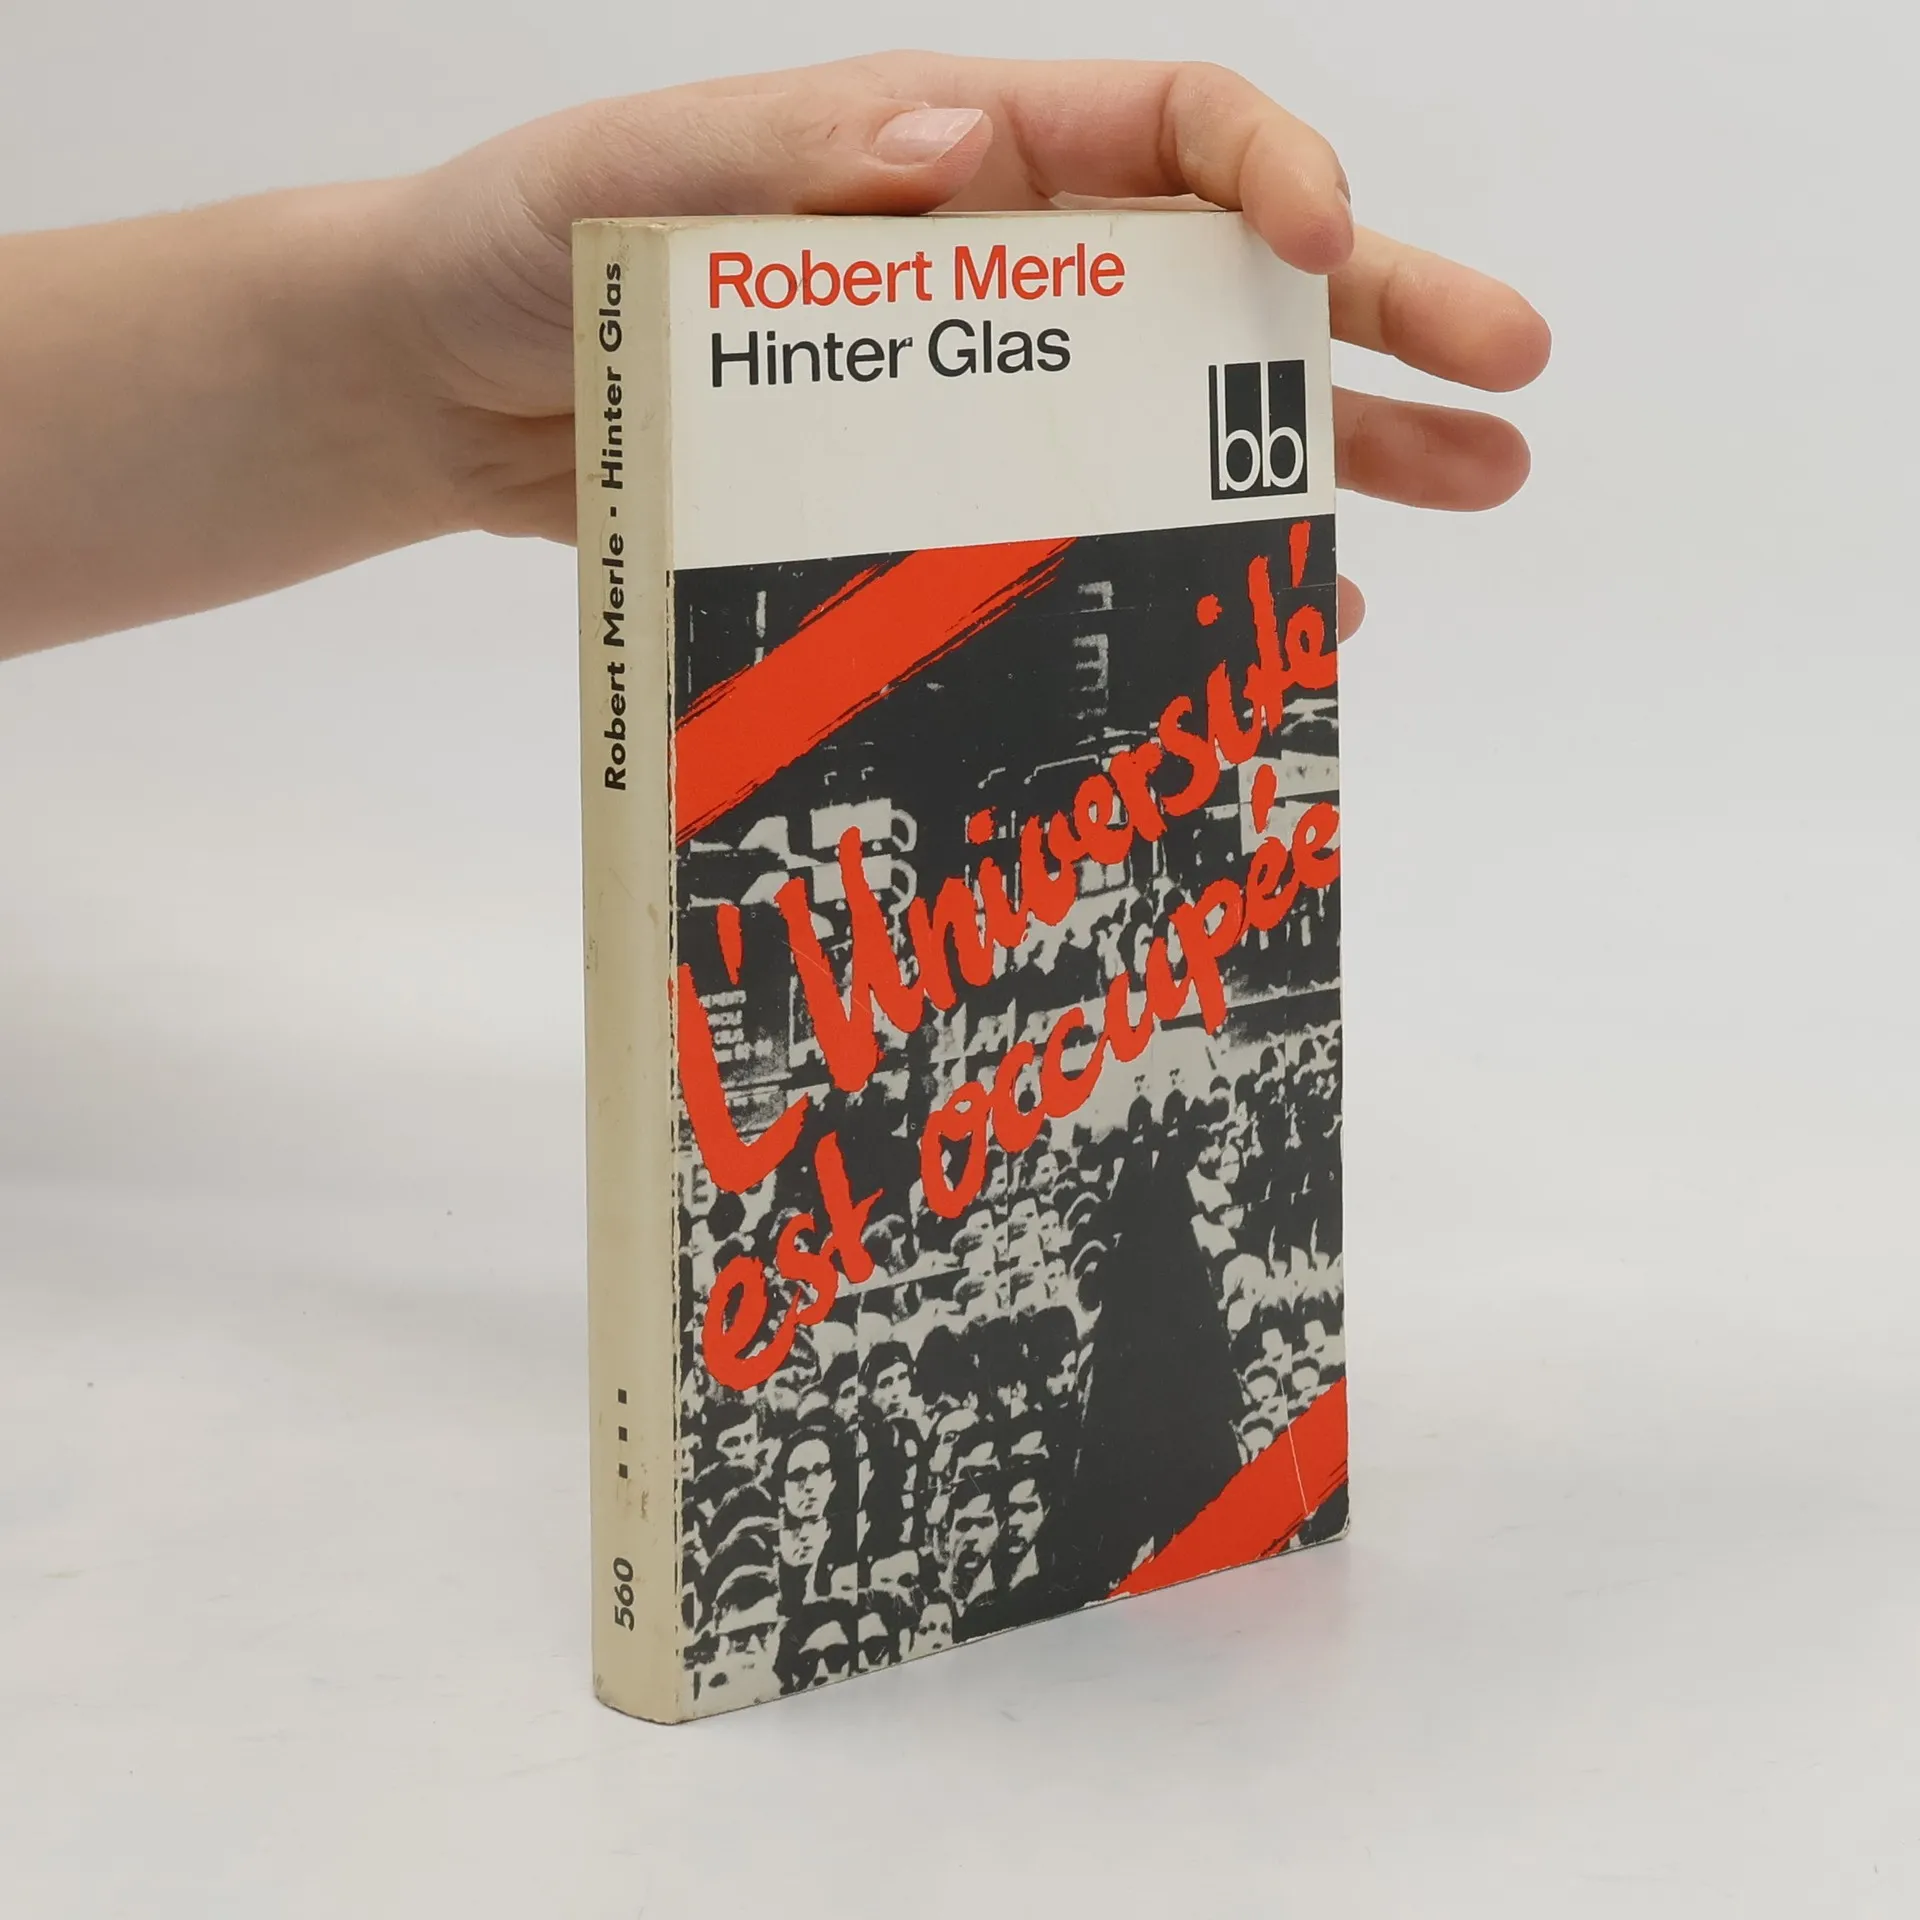 Robert Merle
Hinter Glas
bb
L'Université
est occupée
Robert Merle · Hinter Glas
560